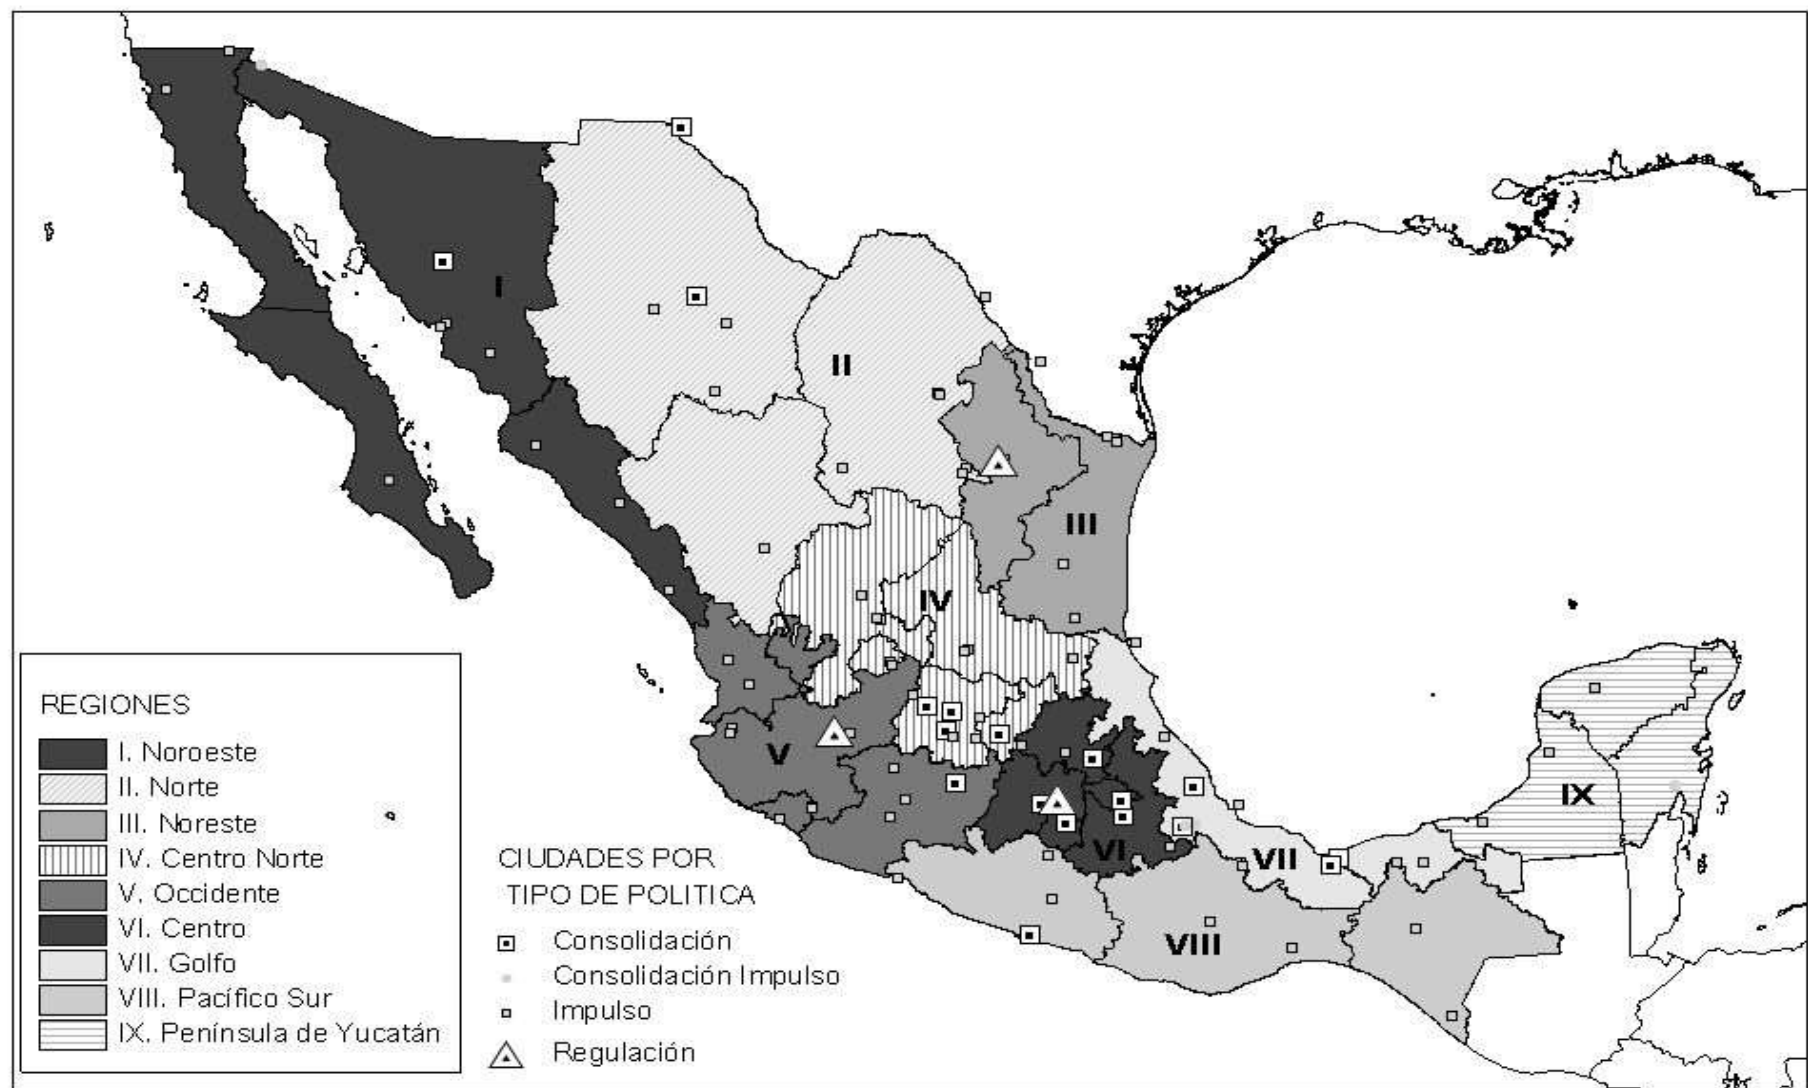 I
II
III
IV
V
VI
VII
VIII
IX
REGIONES
I. Noroeste
II. Norte
III. Noreste
IV. Centro Norte
V. Occidente
VI. Centro
VII. Golfo
VIII. Pacífico Sur
IX. Península de Yucatán
CIUDADES POR
TIPO DE POLITICA
Consolidación
Consolidación Impulso
Impulso
Regulación